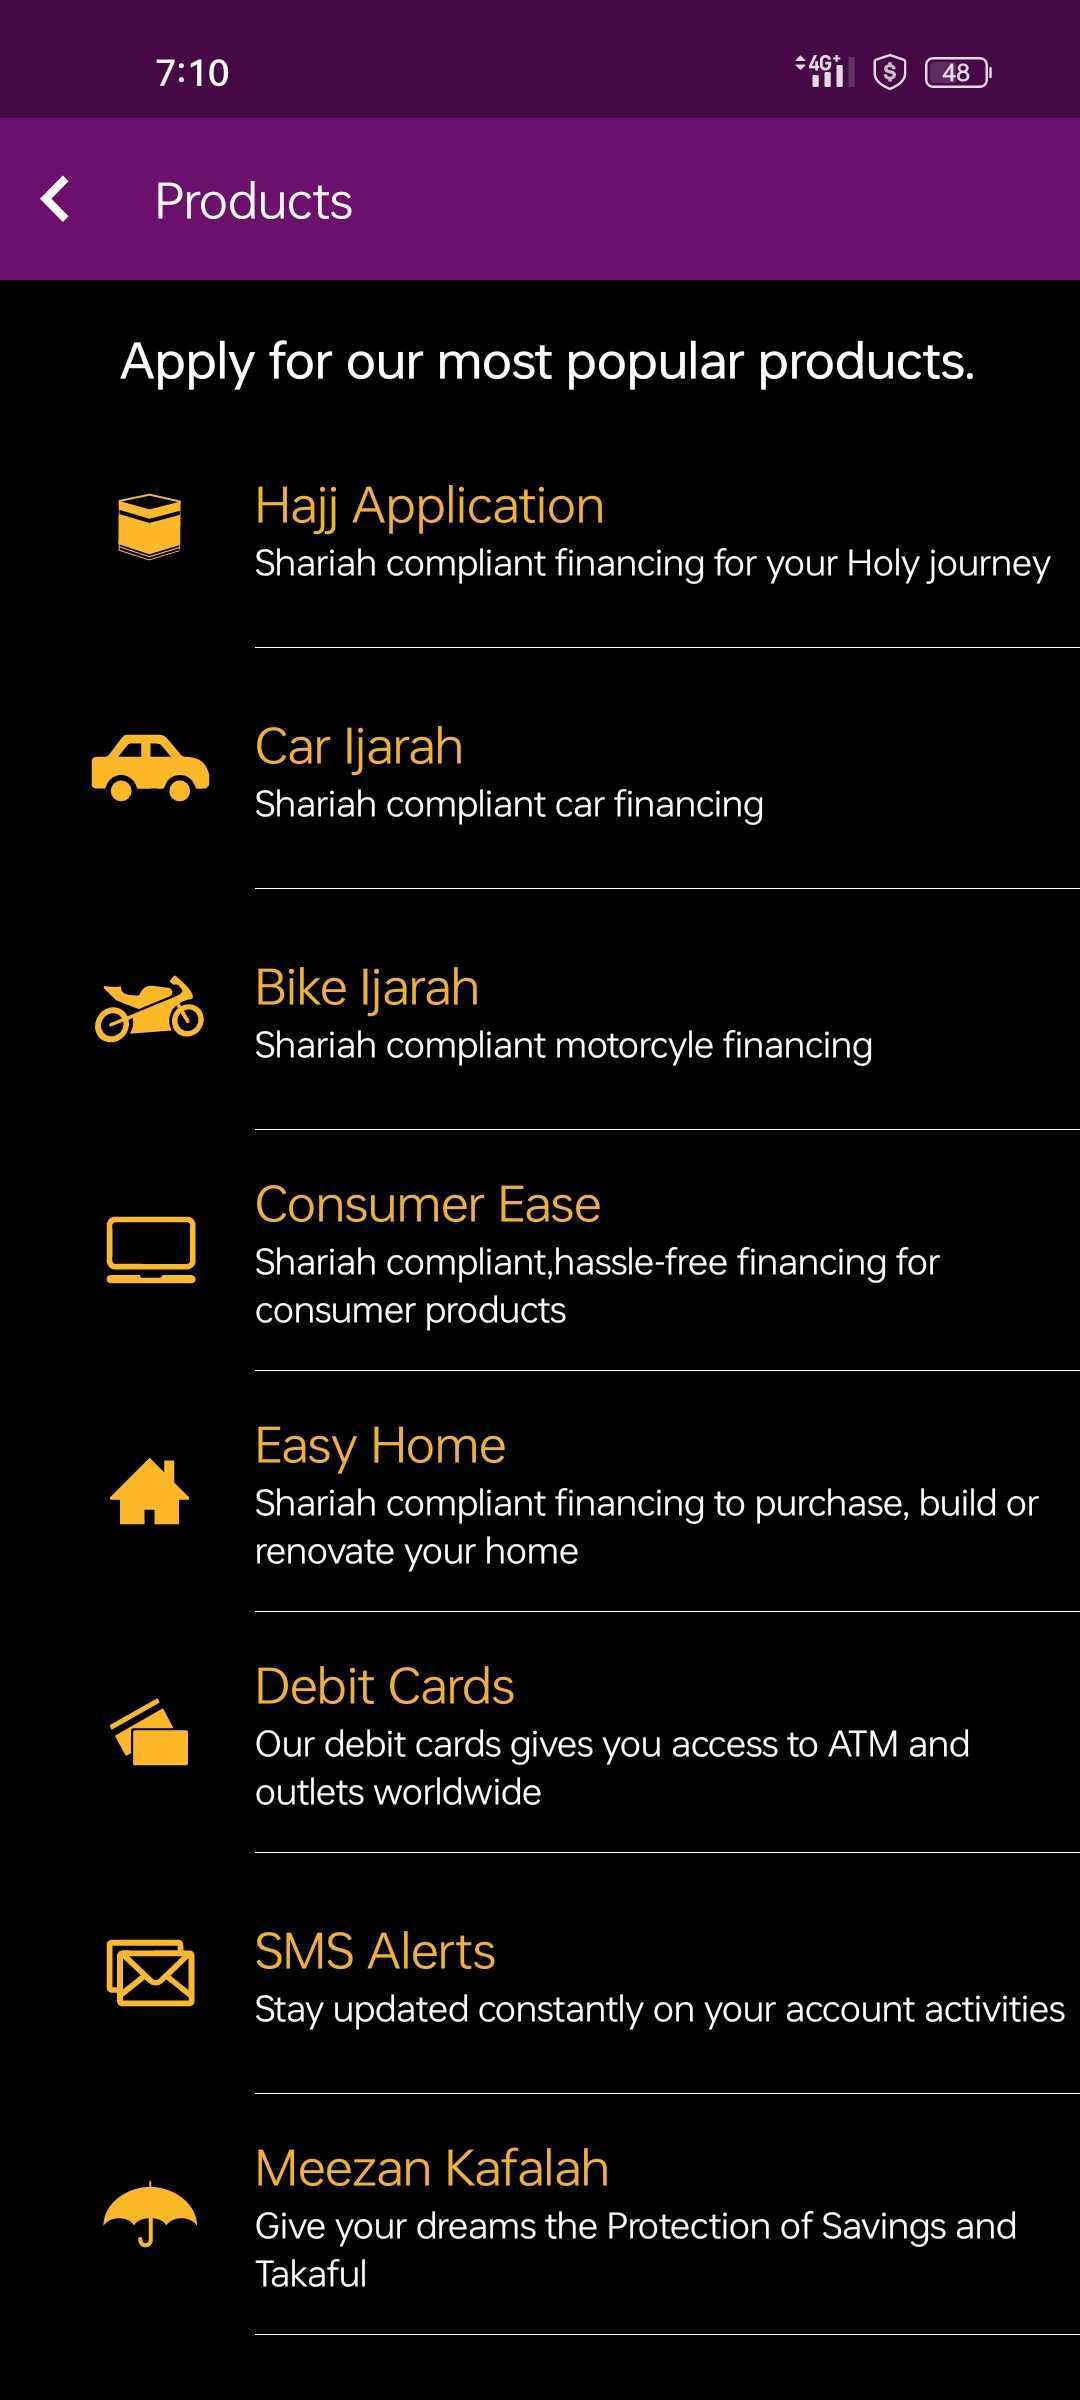 7:10
4G+
$
48
Products
Apply for our most popular products.
Hajj Application
Shariah compliant financing for your Holy journey
Car Ijarah
Shariah compliant car financing
Bike Ijarah
Shariah compliant motorcyle financing
Consumer Ease
Shariah compliant,hassle-free financing for
consumer products
Easy Home
Shariah compliant financing to purchase, build or
renovate your home
Debit Cards
Our debit cards gives you access to ATM and
outlets worldwide
SMS Alerts
Stay updated constantly on your account activities
Meezan Kafalah
Give your dreams the Protection of Savings and
Takaful